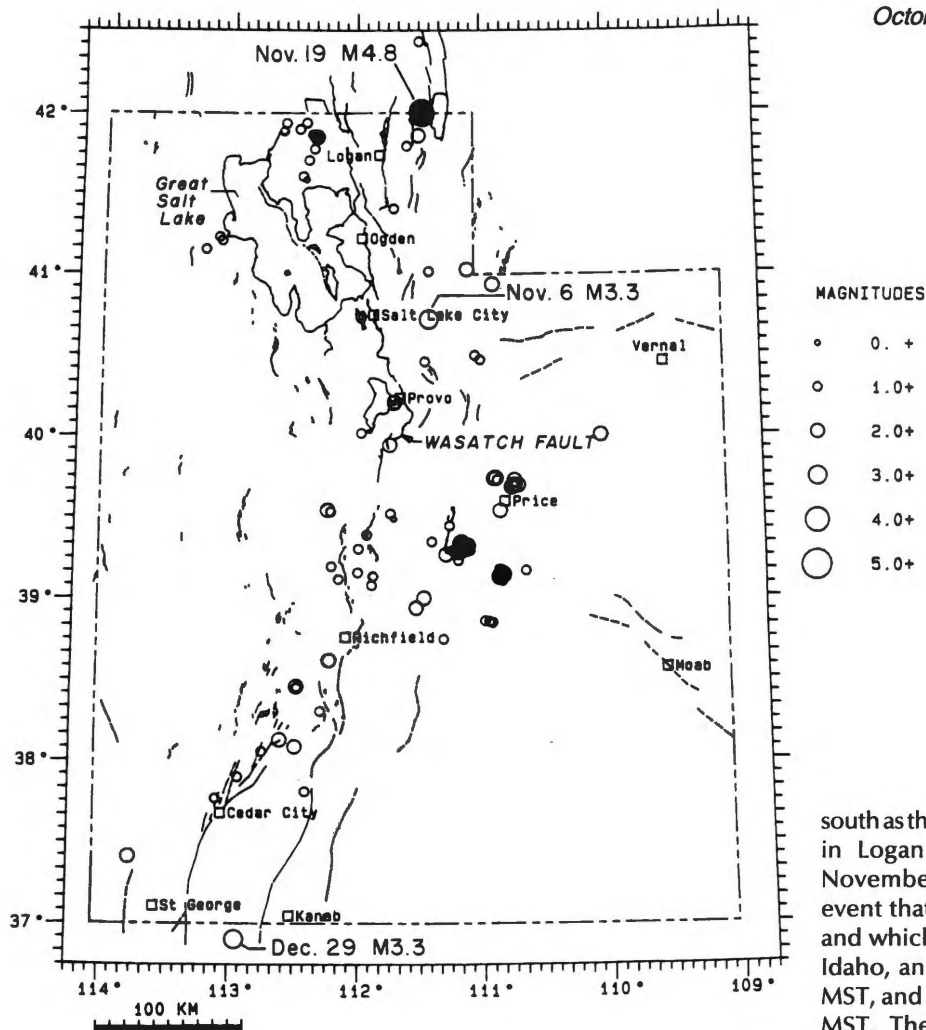 Octo
Nov. 19 M4.8
42°
Logan
Great
Salt
Lake
Ogden
41°
Nov. 6 M3.3
Salt Lake City
Vernal
Provo
40°
WASATCH FAULT
Price
39°
Richfield
Moab
38°
Cedar City
St George
Kanab
37°
Dec. 29 M3.3
114° 113° 112° 111° 110° 109°
100 KM
MAGNITUDES
0. +
1.0+
2.0+
3.0+
4.0+
5.0+
south as th
in Logan
November
event that
and which
Idaho, an
MST, and
MST. The